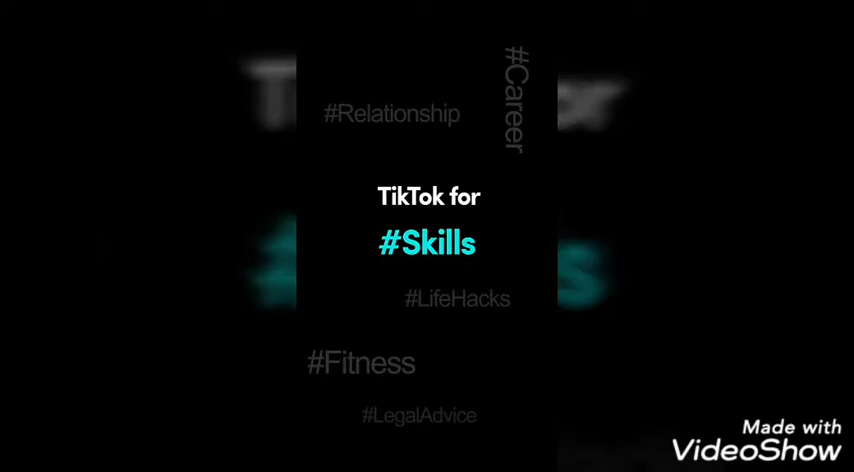 #Career
#Relationship
TikTok for
#Skills
#LifeHacks
#Fitness
#LegalAdvice
Made with
VideoShow